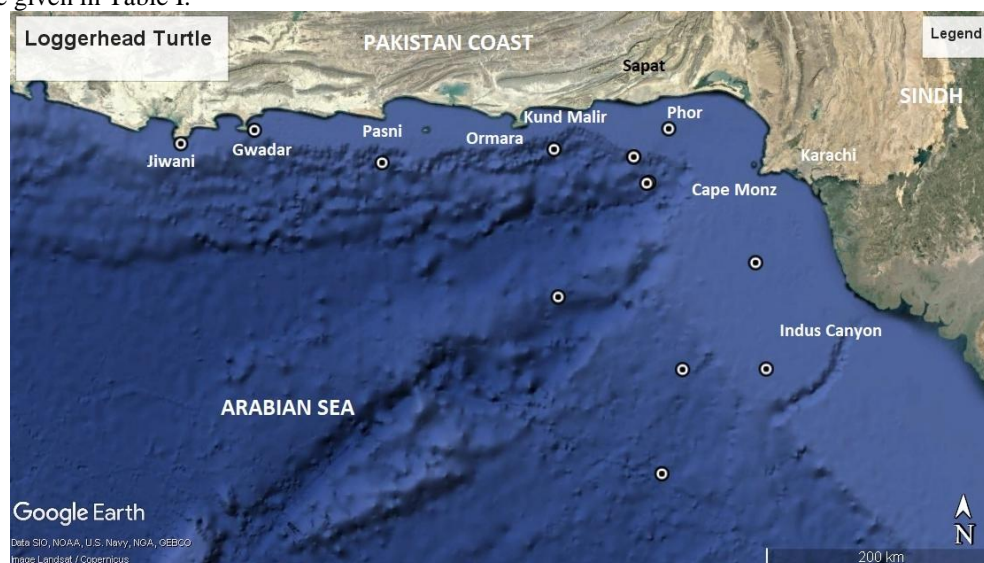 e given in Table I.
Loggerhead Turtle
PAKISTAN COAST
Legend
Sapat
SINDH
Kund Malir
Phor
Pasni
Ormara
Jiwani
Gwadar
Karachi
Cape Monz
Indus Canyon
ARABIAN SEA
Google Earth
N
Data SIO, NOAA, U.S. Navy, NGA, GEBCO
Image Landsat / Copernicus
200 km